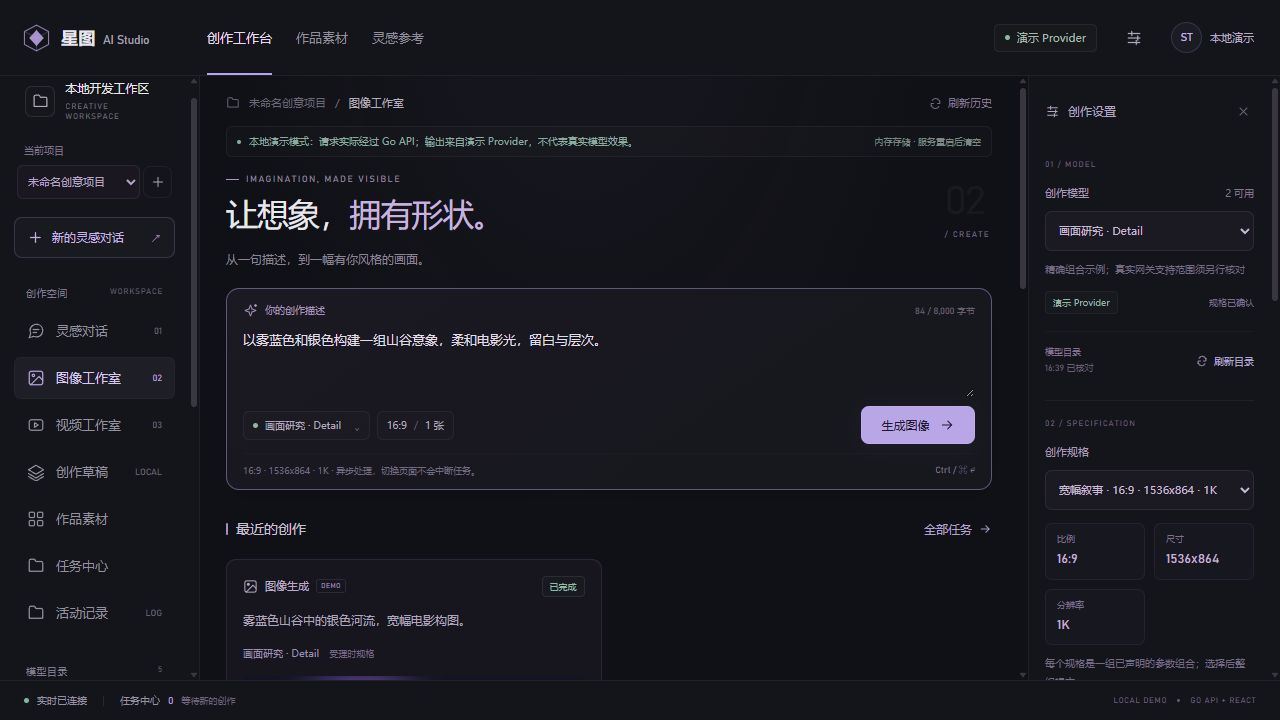 星图 AI Studio
创作工作台 作品素材 灵感参考
演示 Provider
ST 本地演示
本地开发工作区
CREATIVE
WORKSPACE
当前项目
未命名创意项目
新的灵感对话
创作空间 WORKSPACE
灵感对话 01
图像工作室 02
视频工作室 03
创作草稿 LOCAL
作品素材
任务中心
活动记录 LOG
模型目录 5
未命名创意项目 / 图像工作室
刷新历史
本地演示模式：请求实际经过 Go API；输出来自演示 Provider，不代表真实模型效果。
内存存储 · 服务重启后清空
— IMAGINATION, MADE VISIBLE
让想象，拥有形状。
02
/ CREATE
从一句描述，到一幅有你风格的画面。
你的创作描述 84 / 8,000 字节
以雾蓝色和银色构建一组山谷意象，柔和电影光，留白与层次。
画面研究 · Detail
16:9 / 1 张
生成图像
16:9 · 1536x864 · 1K · 异步处理，切换页面不会中断任务。
Ctrl / ⌘ ↵
最近的创作
全部任务
图像生成 DEMO 已完成
雾蓝色山谷中的银色河流，宽幅电影构图。
画面研究 · Detail 受理时规格
创作设置
01 / MODEL
创作模型 2 可用
画面研究 · Detail
精确组合示例；真实网关支持范围须另行核对
演示 Provider 规格已确认
模型目录
16:39 已核对
刷新目录
02 / SPECIFICATION
创作规格
宽幅叙事 · 16:9 · 1536x864 · 1K
比例
16:9
尺寸
1536x864
分辨率
1K
每个规格是一组已声明的参数组合；选择后整
实时已连接 任务中心 0 等待新的创作
LOCAL DEMO • GO API + REACT